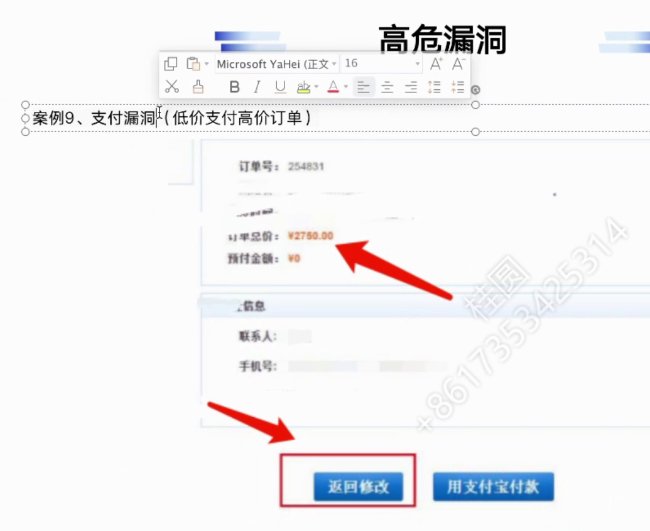 高危漏洞
Microsoft YaHei (正文
16
A+ A-
B I U A
案例9、支付漏洞（低价支付高价订单）
订单号： 254831
订单总价： ¥2750.00
预付金额： ¥0
信息
联系人:
手机号:
返回修改
用支付宝付款
桂圆
+8617353425314